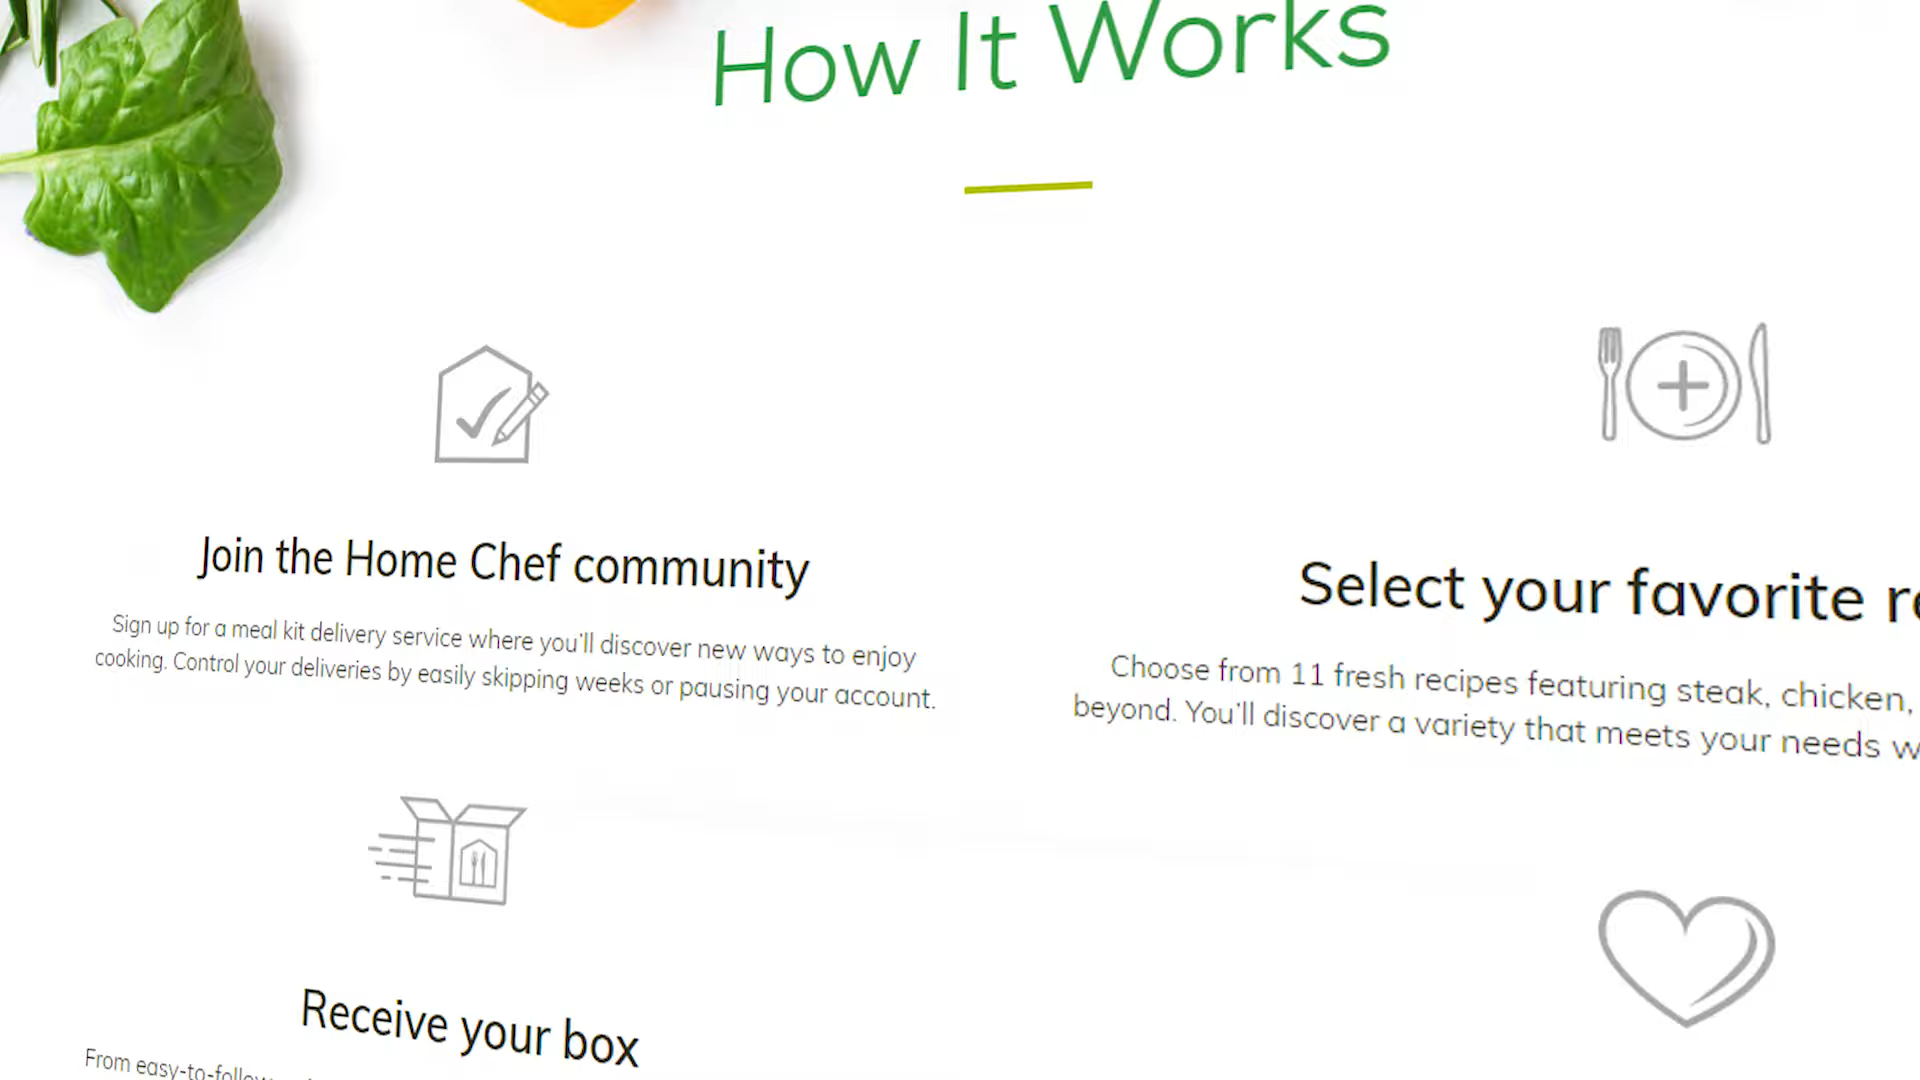 How It Works
Join the Home Chef community
Sign up for a meal kit delivery service where you'll discover new ways to enjoy
cooking. Control your deliveries by easily skipping weeks or pausing your account.
Select your favorite
Choose from 11 fresh recipes featuring steak, chicken,
beyond. You'll discover a variety that meets your needs
Receive your box
From easy-to-follow